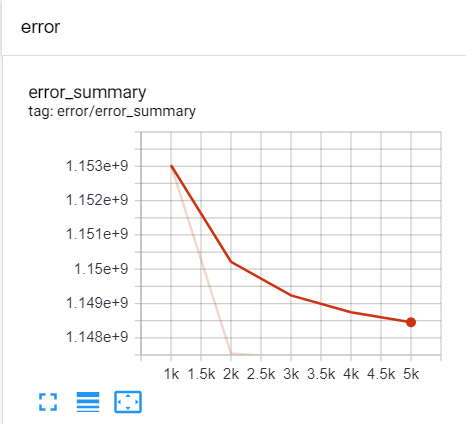 error
error_summary
tag: error/error_summary
1.153e+9
1.152e+9
1.151e+9
1.15e+9
1.149e+9
1.148e+9
1k 1.5k 2k 2.5k 3k 3.5k 4k 4.5k 5k